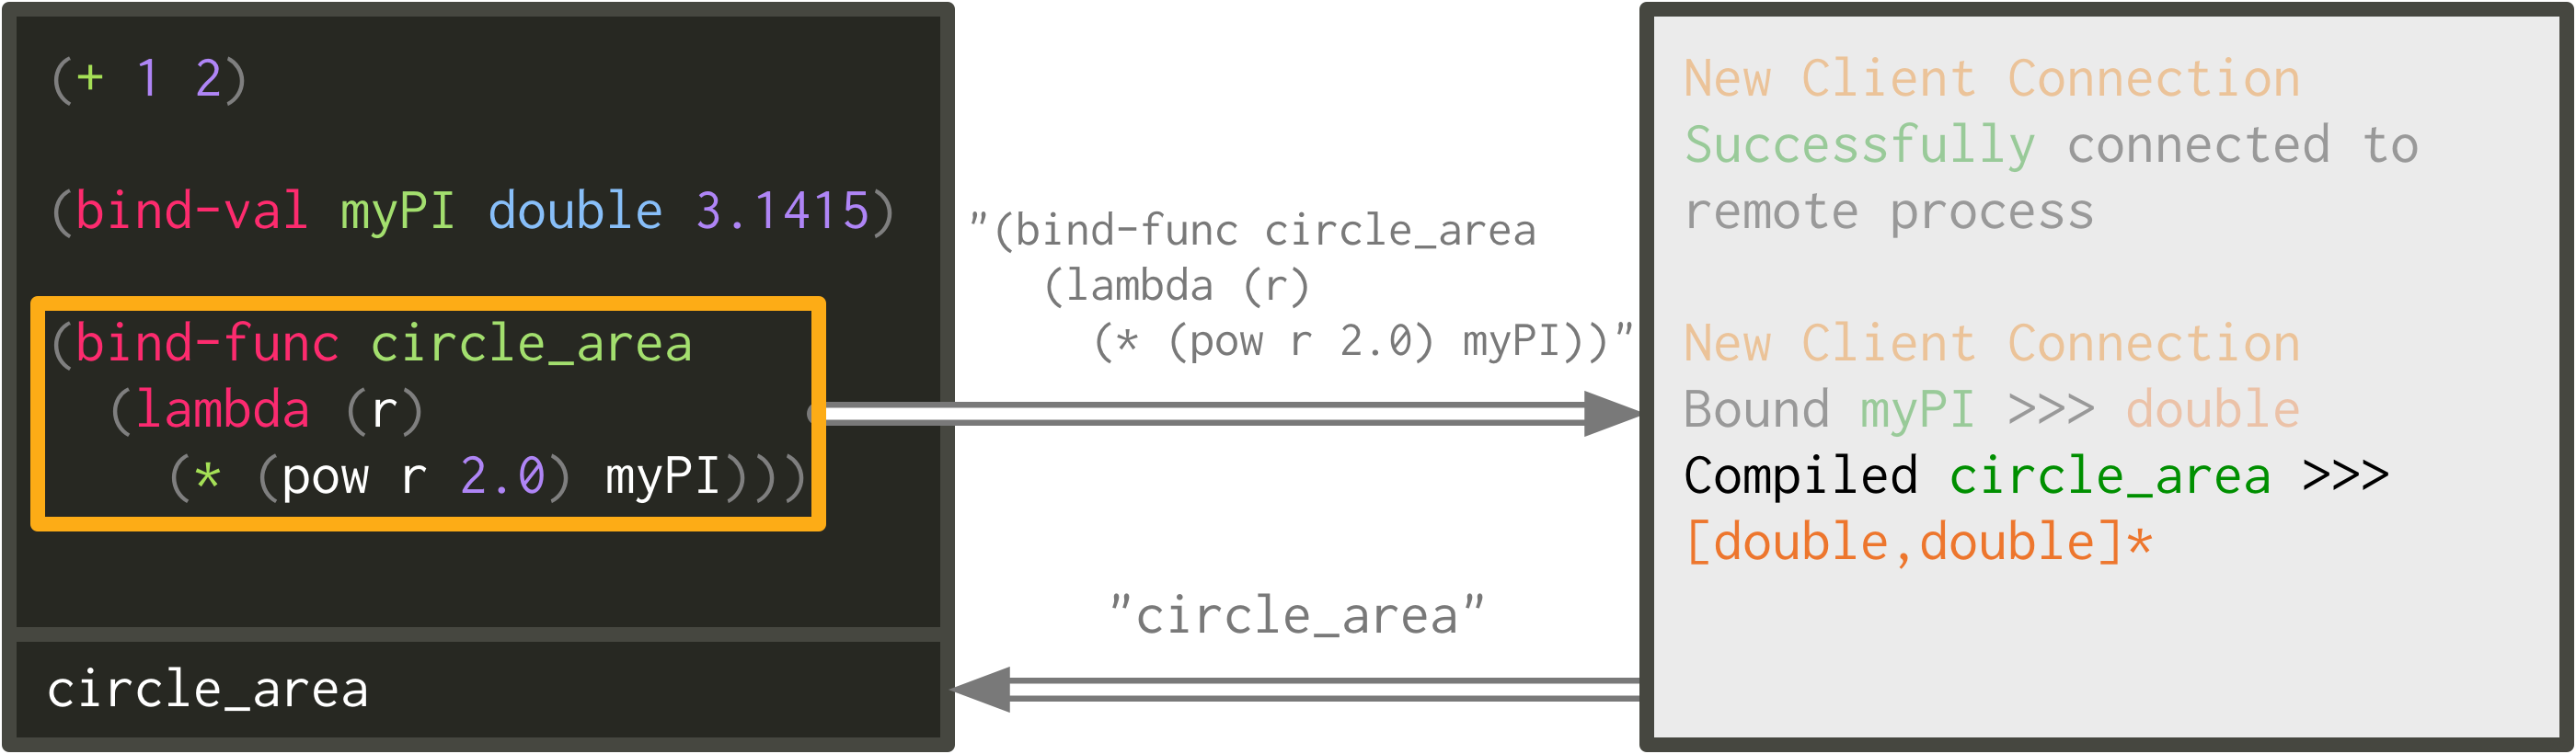 (+ 1 2)
(bind-val myPI double 3.1415)
(bind-func circle_area
(lambda (r)
(* (pow r 2.0) myPI)))
circle_area
"(bind-func circle_area
(lambda (r)
(* (pow r 2.0) myPI))"
"circle_area"
New Client Connection
Successfully connected to
remote process
New Client Connection
Bound myPI >>> double
Compiled circle_area >>>
[double,double]*